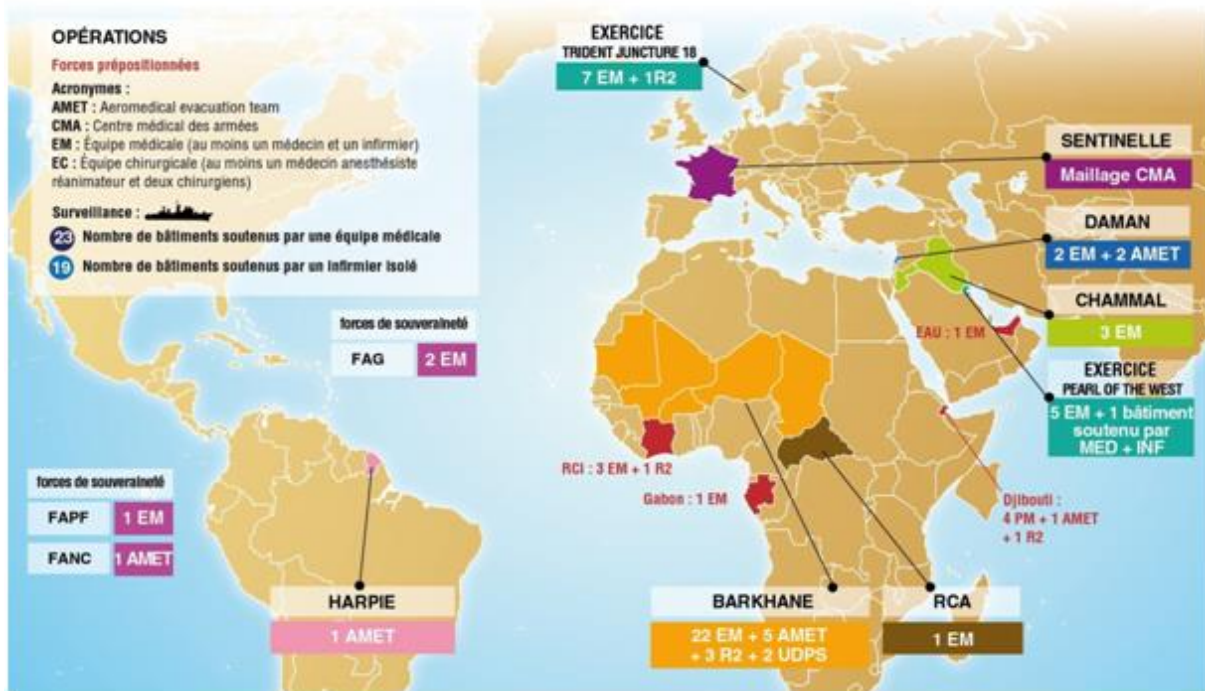 OPÉRATIONS
Forces prépositionnées
Acronymes :
AMET : Aeromedical evacuation team
CMA : Centre médical des armées
EM : Équipe médicale (au moins un médecin et un infirmier)
EC : Équipe chirurgicale (au moins un médecin anesthésiste
réanimateur et deux chirurgiens)
Surveillance :
23 Nombre de bâtiments soutenus par une équipe médicale
19 Nombre de bâtiments soutenus par un infirmier isolé
EXERCICE
TRIDENT JUNCTURE 18
7 EM + 1R2
SENTINELLE
Maillage CMA
DAMAN
2 EM + 2 AMET
CHAMMAL
3 EM
EAU : 1 EM
EXERCICE
PEARL OF THE WEST
5 EM + 1 bâtiment
soutenu par
MED + INF
forces de souveraineté
FAG 2 EM
RCI : 3 EM + 1 R2
Gabon : 1 EM
Djibouti :
4 PM + 1 AMET
+ 1 R2
forces de souveraineté
FAPF 1 EM
FANC 1 AMET
HARPIE
1 AMET
BARKHANE
22 EM + 5 AMET
+ 3 R2 + 2 UDPS
RCA
1 EM